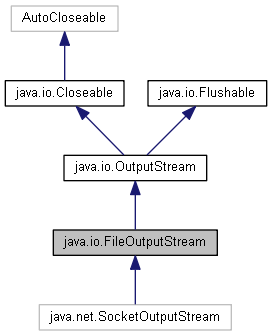 AutoCloseable
java.io.Closeable
java.io.Flushable
java.io.OutputStream
java.io.FileOutputStream
java.net.SocketOutputStream